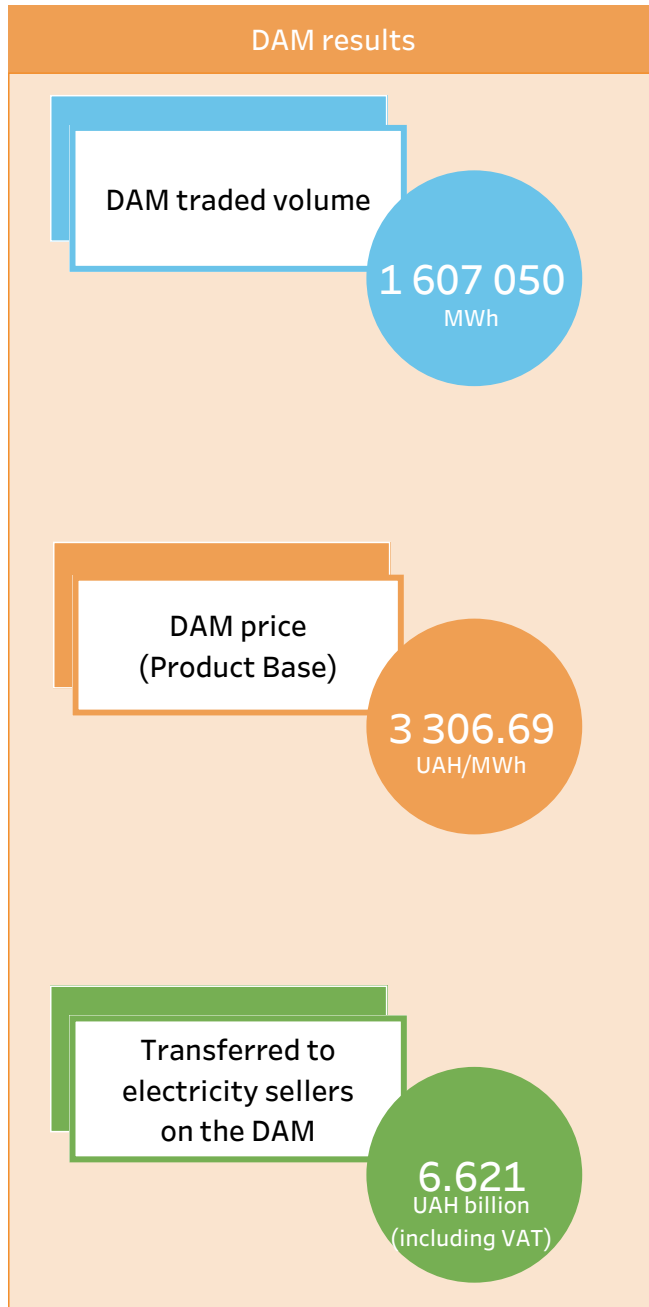 DAM results
DAM traded volume
1 607 050
MWh
DAM price
(Product Base)
3 306.69
UAH/MWh
Transferred to
electricity sellers
on the DAM
6.621
UAH billion
(including VAT)